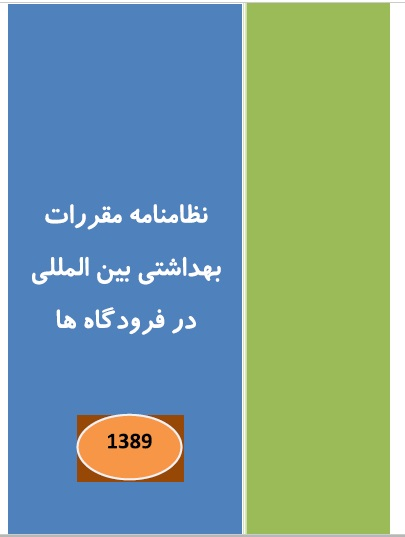 نظامنامه مقررات
بهداشتی بین المللی
در فرودگاه ها
1389